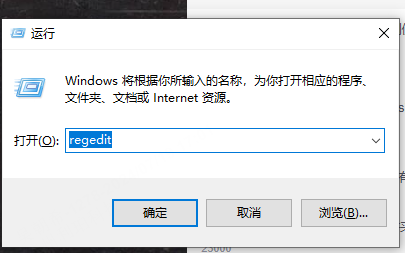 运行
Windows 将根据你所输入的名称，为你打开相应的程序、
文件夹、文档或 Internet 资源。
打开(O):
regedit
确定
取消
浏览(B)...